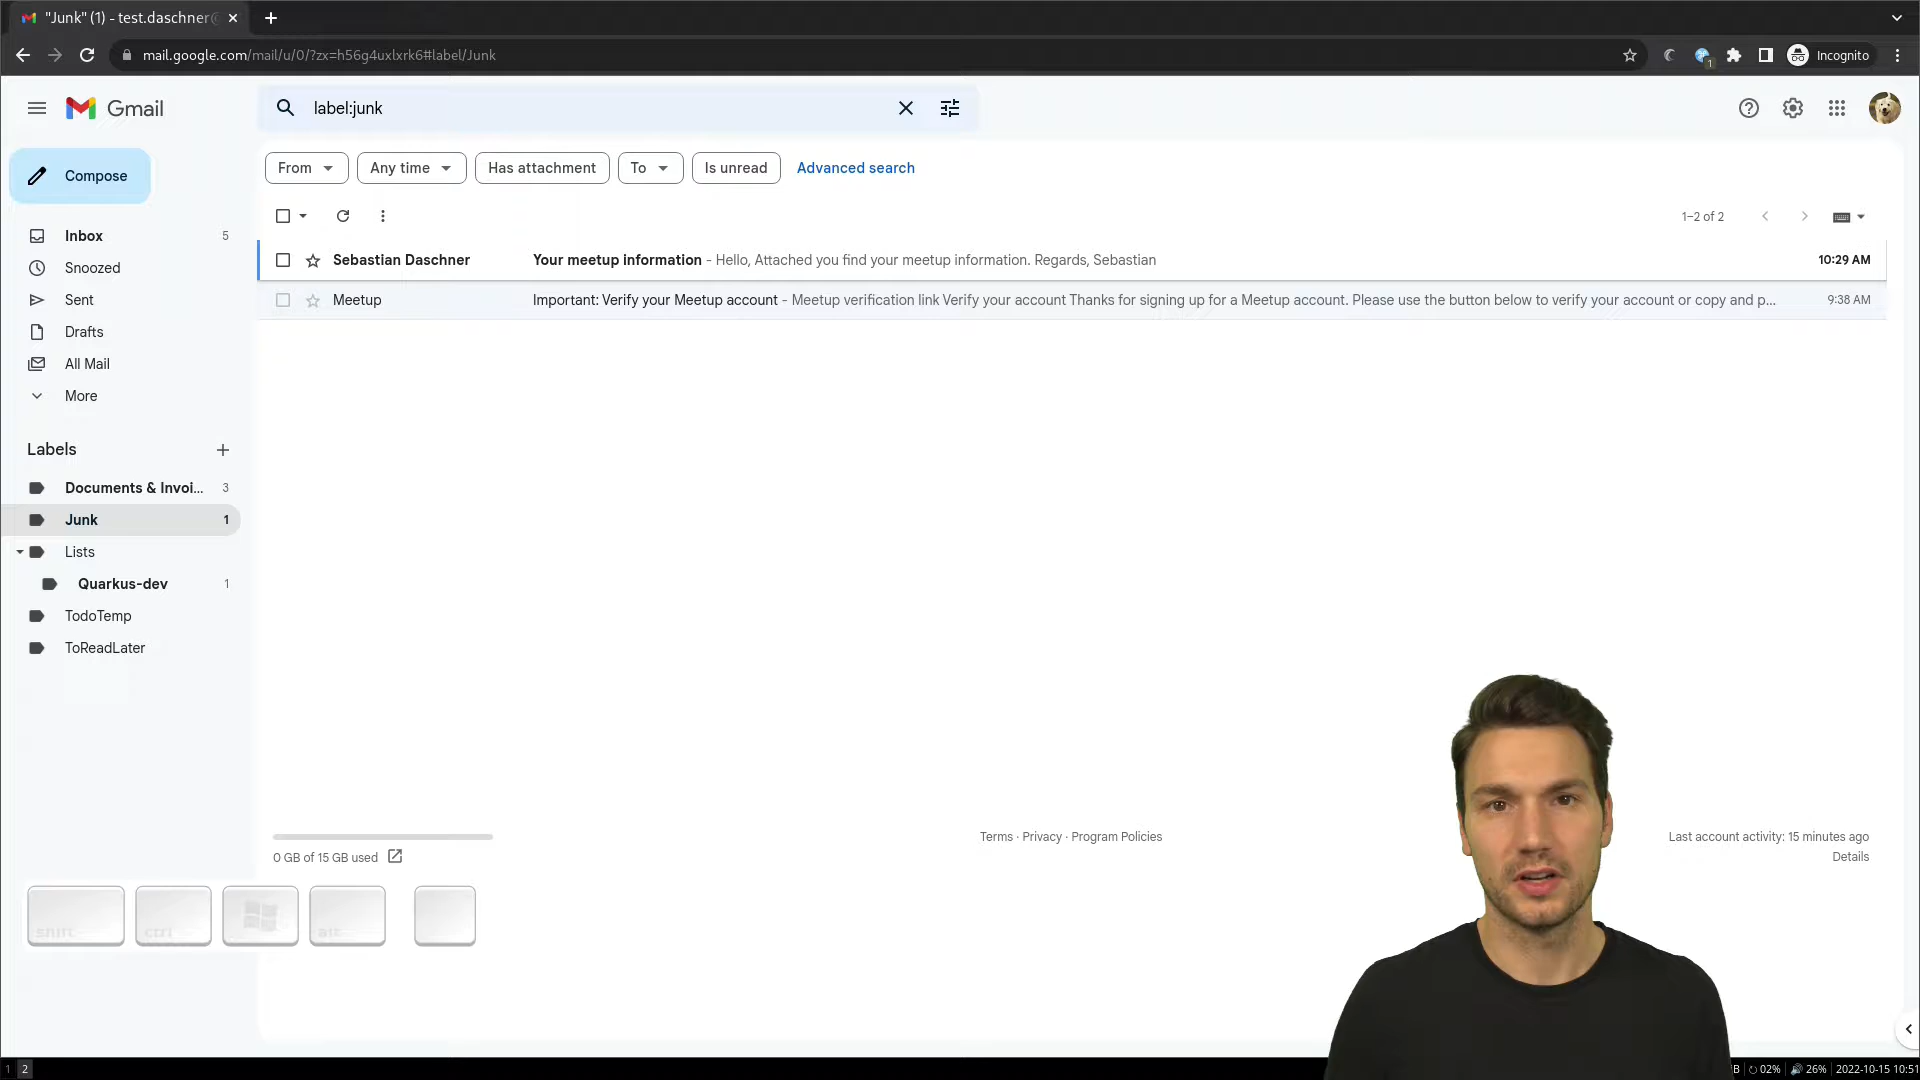 "Junk" (1) - test.daschner@
mail.google.com/mail/u/0/?zx=h56g4uxlxrk6#label/Junk
1
Incognito
Gmail
label:junk
Compose
From
Any time
Has attachment
To
Is unread
Advanced search
1–2 of 2
Inbox 5
Snoozed
Sent
Drafts
All Mail
More
Labels
Documents & Invoi... 3
Junk 1
Lists
Quarkus-dev 1
TodoTemp
ToReadLater
Sebastian Daschner Your meetup information - Hello, Attached you find your meetup information. Regards, Sebastian 10:29 AM
Meetup Important: Verify your Meetup account - Meetup verification link Verify your account Thanks for signing up for a Meetup account. Please use the button below to verify your account or copy and p... 9:38 AM
0 GB of 15 GB used
Terms · Privacy · Program Policies
Last account activity: 15 minutes ago
Details
shift
ctrl
alt
1 2
B 02% 26% 2022-10-15 10:51